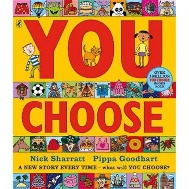 YOU
CHOOSE
Nick Sharratt Pippa Goodhart
A NEW STORY EVERY TIME – what will YOU CHOOSE?